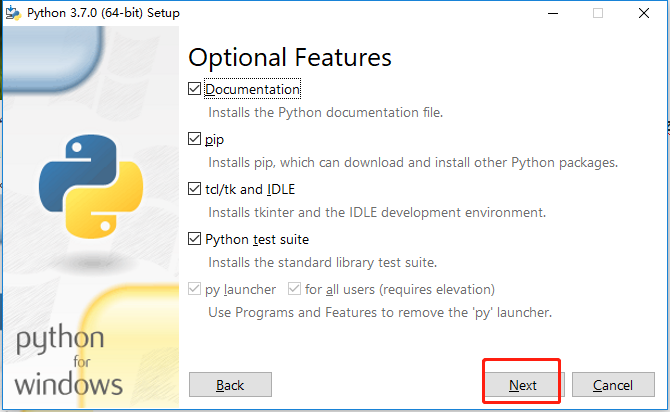 Python 3.7.0 (64-bit) Setup
Optional Features
Documentation
Installs the Python documentation file.
pip
Installs pip, which can download and install other Python packages.
tcl/tk and IDLE
Installs tkinter and the IDLE development environment.
Python test suite
Installs the standard library test suite.
py launcher for all users (requires elevation)
Use Programs and Features to remove the 'py' launcher.
python
for
windows
Back Next Cancel